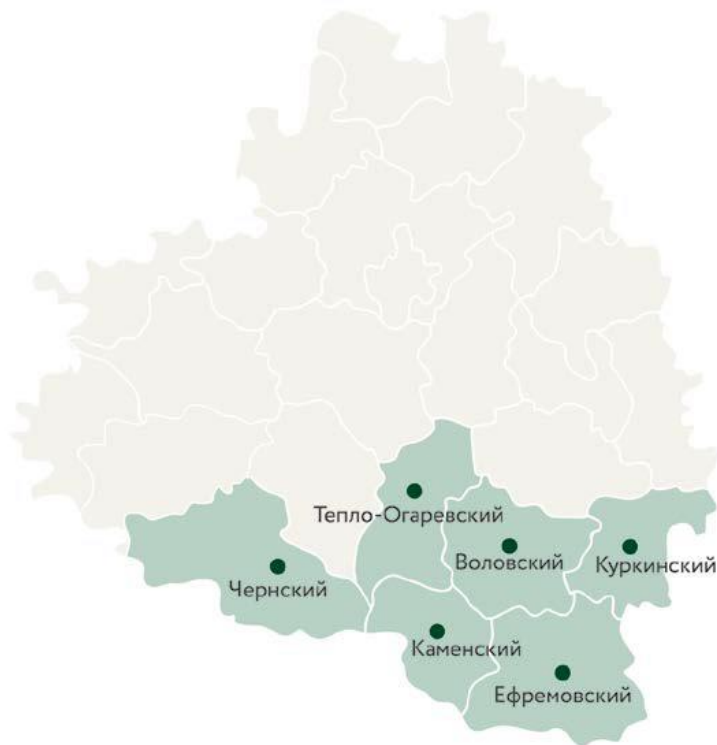 Тепло-Огаревский
Воловский
Куркинский
Чернский
Каменский
Ефремовский